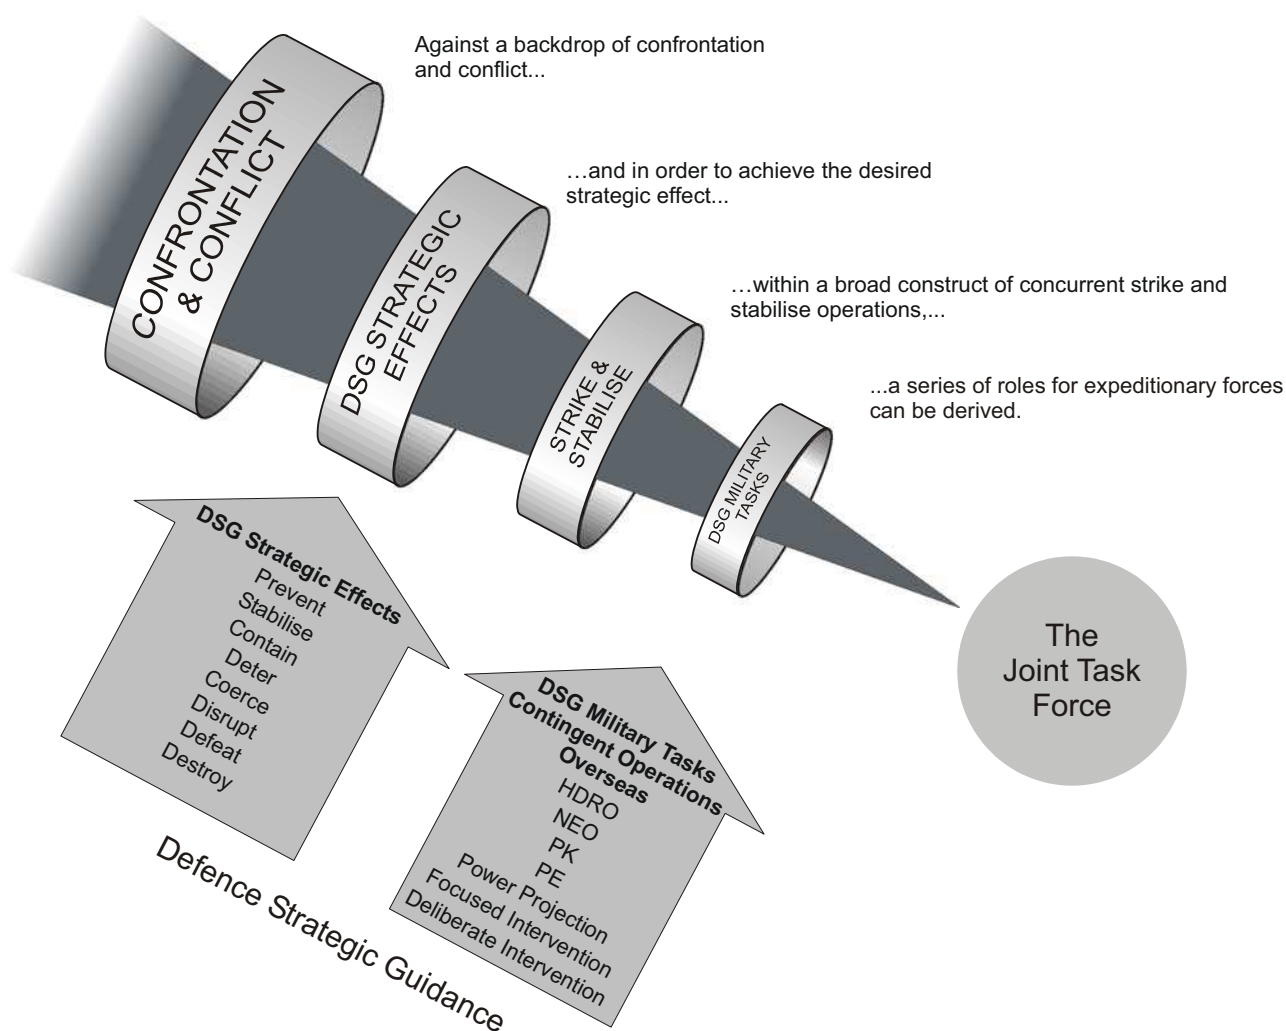 Against a backdrop of confrontation
and conflict...
CONFRONTATION
& CONFLICT
…and in order to achieve the desired
strategic effect...
DSG STRATEGIC
EFFECTS
…within a broad construct of concurrent strike and
stabilise operations,...
STRIKE &
STABILISE
...a series of roles for expeditionary forces
can be derived.
DSG MILITARY
TASKS
The
Joint Task
Force
DSG Strategic Effects
Prevent
Stabilise
Contain
Deter
Coerce
Disrupt
Defeat
Destroy
DSG Military Tasks
Contingent Operations
Overseas
HDRO
NEO
PK
PE
Power Projection
Focused Intervention
Deliberate Intervention
Defence Strategic Guidance